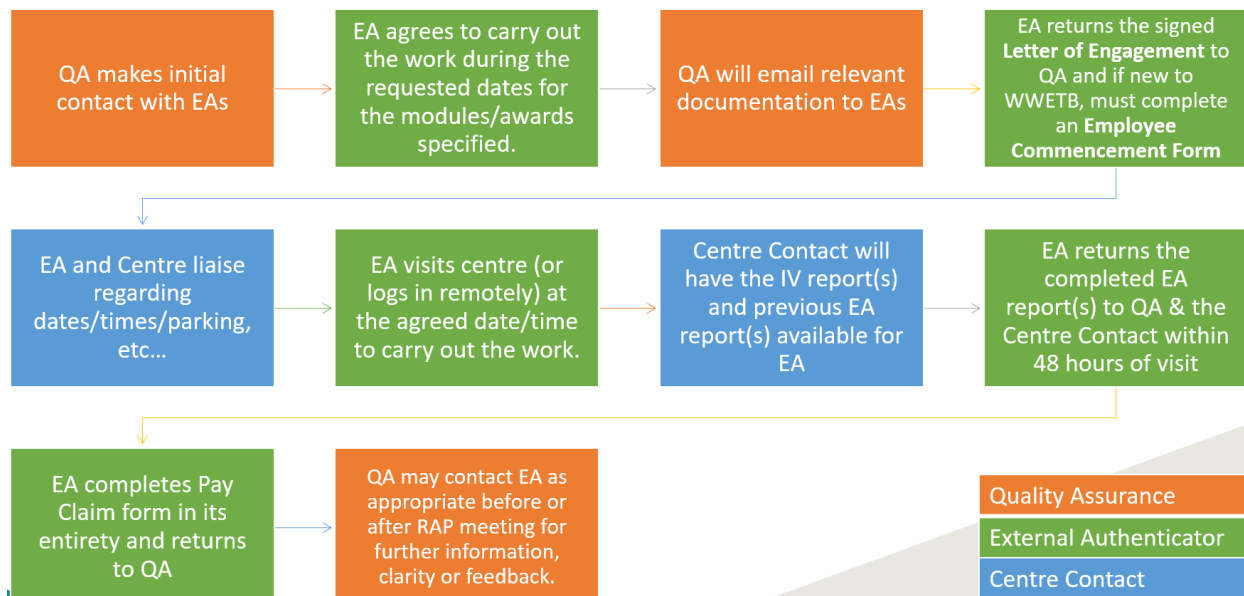 QA makes initial
contact with EAs
EA agrees to carry out
the work during the
requested dates for
the modules/awards
specified.
QA will email relevant
documentation to EAs
EA returns the signed
Letter of Engagement to
QA and if new to
WWETB, must complete
an Employee
Commencement Form
EA and Centre liaise
regarding
dates/times/parking,
etc…
EA visits centre (or
logs in remotely) at
the agreed date/time
to carry out the work.
Centre Contact will
have the IV report(s)
and previous EA
report(s) available for
EA
EA returns the
completed EA
report(s) to QA & the
Centre Contact within
48 hours of visit
EA completes Pay
Claim form in its
entirety and returns
to QA
QA may contact EA as
appropriate before or
after RAP meeting for
further information,
clarity or feedback.
Quality Assurance
External Authenticator
Centre Contact